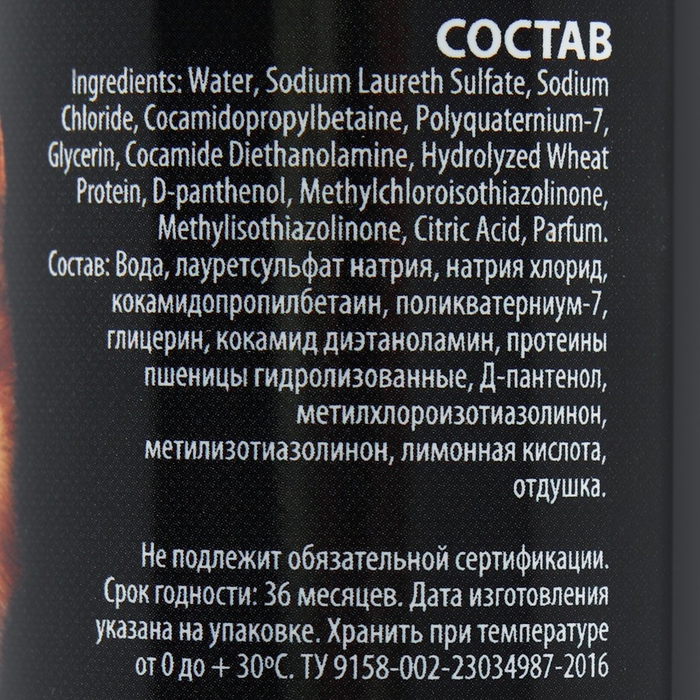 СОСТАВ
Ingredients: Water, Sodium Laureth Sulfate, Sodium
Chloride, Cocamidopropylbetaine, Polyquaternium-7,
Glycerin, Cocamide Diethanolamine, Hydrolyzed Wheat
Protein, D-panthenol, Methylchloroisothiazolinone,
Methylisothiazolinone, Citric Acid, Parfum.
Состав: Вода, лауретсульфат натрия, натрия хлорид,
кокамидопропилбетаин, поликватерниум-7,
глицерин, кокамид диэтаноламин, протеины
пшеницы гидролизованные, Д-пантенол,
метилхлороизотиазолинон,
метилизотиазолинон, лимонная кислота,
отдушка.
Не подлежит обязательной сертификации.
Срок годности: 36 месяцев. Дата изготовления
указана на упаковке. Хранить при температуре
от 0 до + 30ºС. ТУ 9158-002-23034987-2016